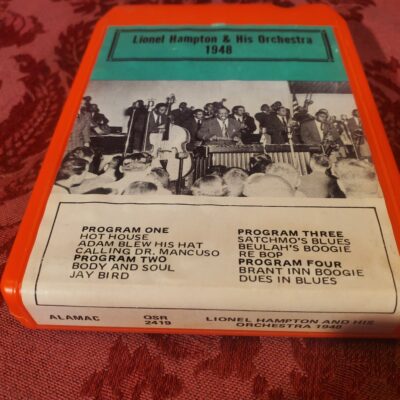 Lionel Hampton & His Orchestra
1948
PROGRAM ONE
HOT HOUSE
ADAM BLEW HIS HAT
CALLING DR. MANCUSO
PROGRAM TWO
BODY AND SOUL
JAY BIRD
PROGRAM THREE
SATCHMO'S BLUES
BEULAH'S BOOGIE
RE BOP
PROGRAM FOUR
BRANT INN BOOGIE
DUES IN BLUES
ALAMAC
QSR
2419
LIONEL HAMPTON AND HIS
ORCHESTRA 1948